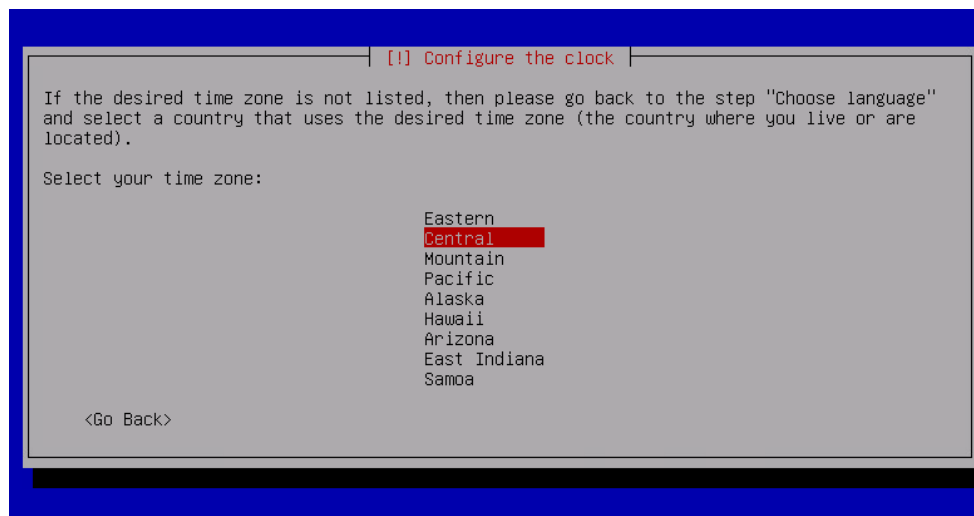 [!] Configure the clock
If the desired time zone is not listed, then please go back to the step "Choose language"
and select a country that uses the desired time zone (the country where you live or are
located).
Select your time zone:
Eastern
Central
Mountain
Pacific
Alaska
Hawaii
Arizona
East Indiana
Samoa
<Go Back>